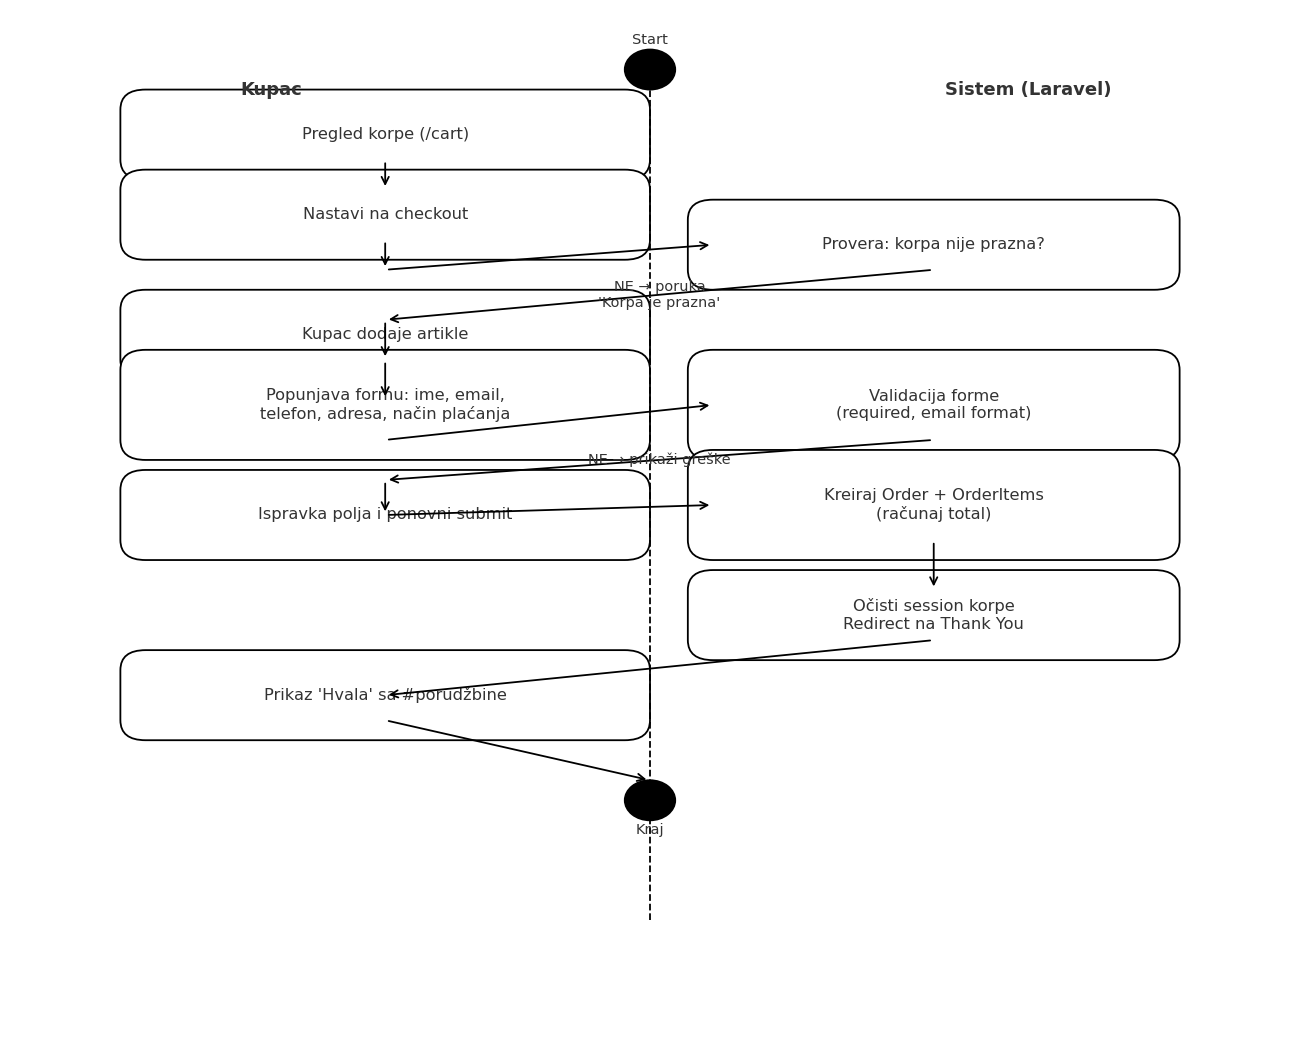 Start
Kupac
Sistem (Laravel)
Pregled korpe (/cart)
Nastavi na checkout
Provera: korpa nije prazna?
NE → poruka
'Korpa je prazna'
Kupac dodaje artikle
Popunjava formu: ime, email,
telefon, adresa, način plaćanja
Validacija forme
(required, email format)
NE → prikaži greške
Ispravka polja i ponovni submit
Kreiraj Order + OrderItems
(računaj total)
Očisti session korpe
Redirect na Thank You
Prikaz 'Hvala' sa #porudžbine
Kraj